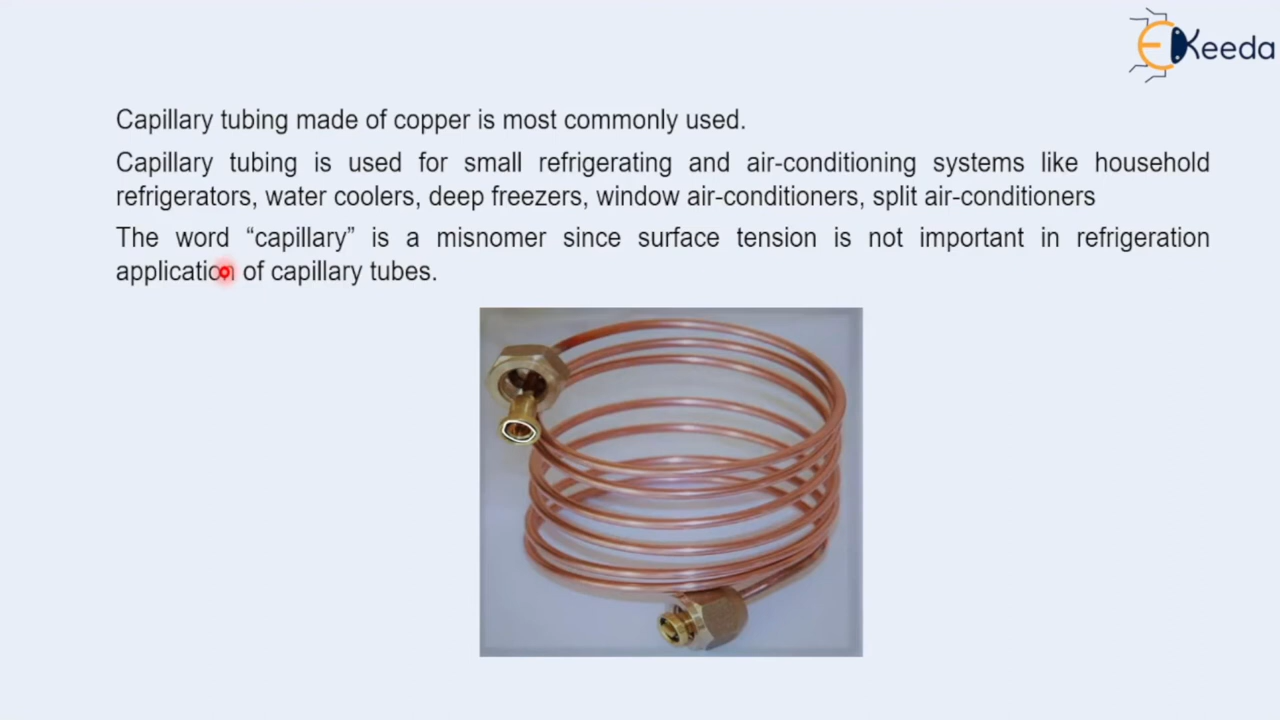 EKeeda
Capillary tubing made of copper is most commonly used.
Capillary tubing is used for small refrigerating and air-conditioning systems like household
refrigerators, water coolers, deep freezers, window air-conditioners, split air-conditioners
The word “capillary” is a misnomer since surface tension is not important in refrigeration
application of capillary tubes.